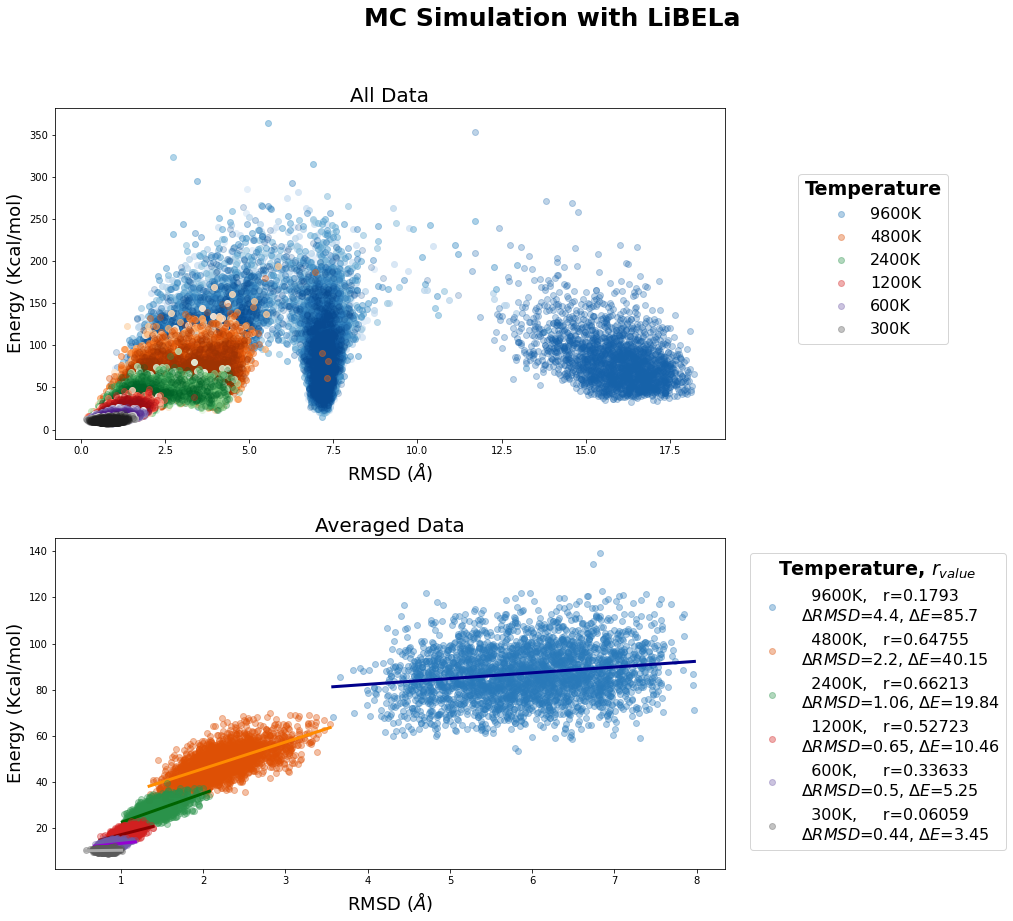 MC Simulation with LiBELa
All Data
Energy (Kcal/mol)
350
300
250
200
150
100
50
0
0.0 2.5 5.0 7.5 10.0 12.5 15.0 17.5
RMSD (Å)
Temperature
9600K
4800K
2400K
1200K
600K
300K
Averaged Data
Energy (Kcal/mol)
140
120
100
80
60
40
20
1 2 3 4 5 6 7 8
RMSD (Å)
Temperature, r_value
9600K, r=0.1793
ΔRMSD=4.4, ΔE=85.7
4800K, r=0.64755
ΔRMSD=2.2, ΔE=40.15
2400K, r=0.66213
ΔRMSD=1.06, ΔE=19.84
1200K, r=0.52723
ΔRMSD=0.65, ΔE=10.46
600K, r=0.33633
ΔRMSD=0.5, ΔE=5.25
300K, r=0.06059
ΔRMSD=0.44, ΔE=3.45